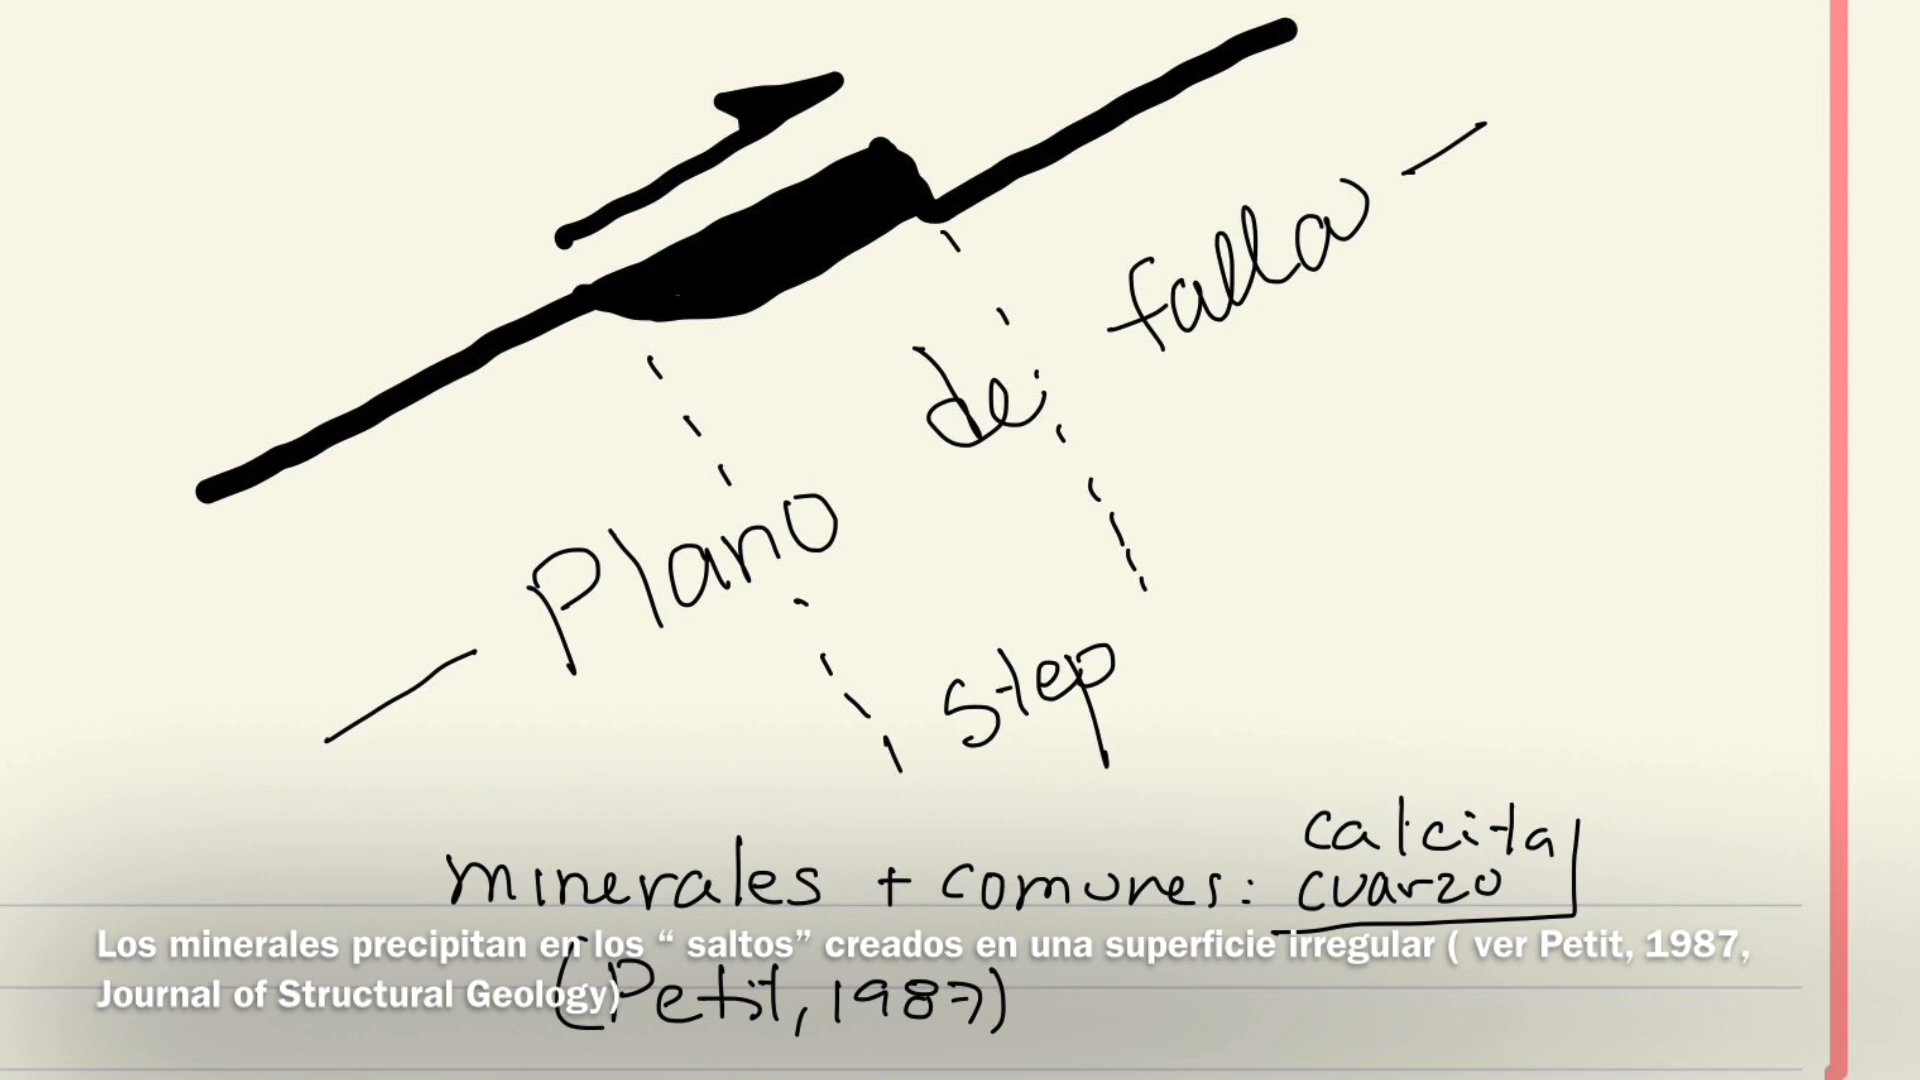 — Plano de falla —
step
minerales + comunes: calcita
cuarzo
Los minerales precipitan en los “ saltos” creados en una superficie irregular ( ver Petit, 1987,
Journal of Structural Geology)
(Petit, 1987)